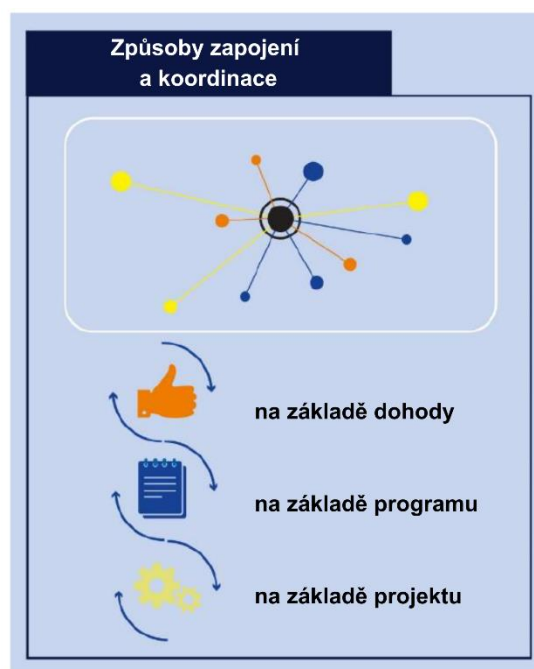 Způsoby zapojení
a koordinace
na základě dohody
na základě programu
na základě projektu